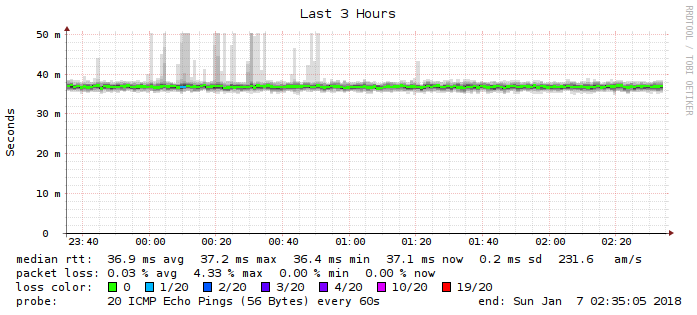 Last 3 Hours
RRDTOOL / TOBI OETIKER
Seconds
50 m
40 m
30 m
20 m
10 m
0
23:40 00:00 00:20 00:40 01:00 01:20 01:40 02:00 02:20
median rtt: 36.9 ms avg 37.2 ms max 36.4 ms min 37.1 ms now 0.2 ms sd 231.6 am/s
packet loss: 0.03 % avg 4.33 % max 0.00 % min 0.00 % now
loss color: 0 1/20 2/20 3/20 4/20 10/20 19/20
probe: 20 ICMP Echo Pings (56 Bytes) every 60s end: Sun Jan 7 02:35:05 2018